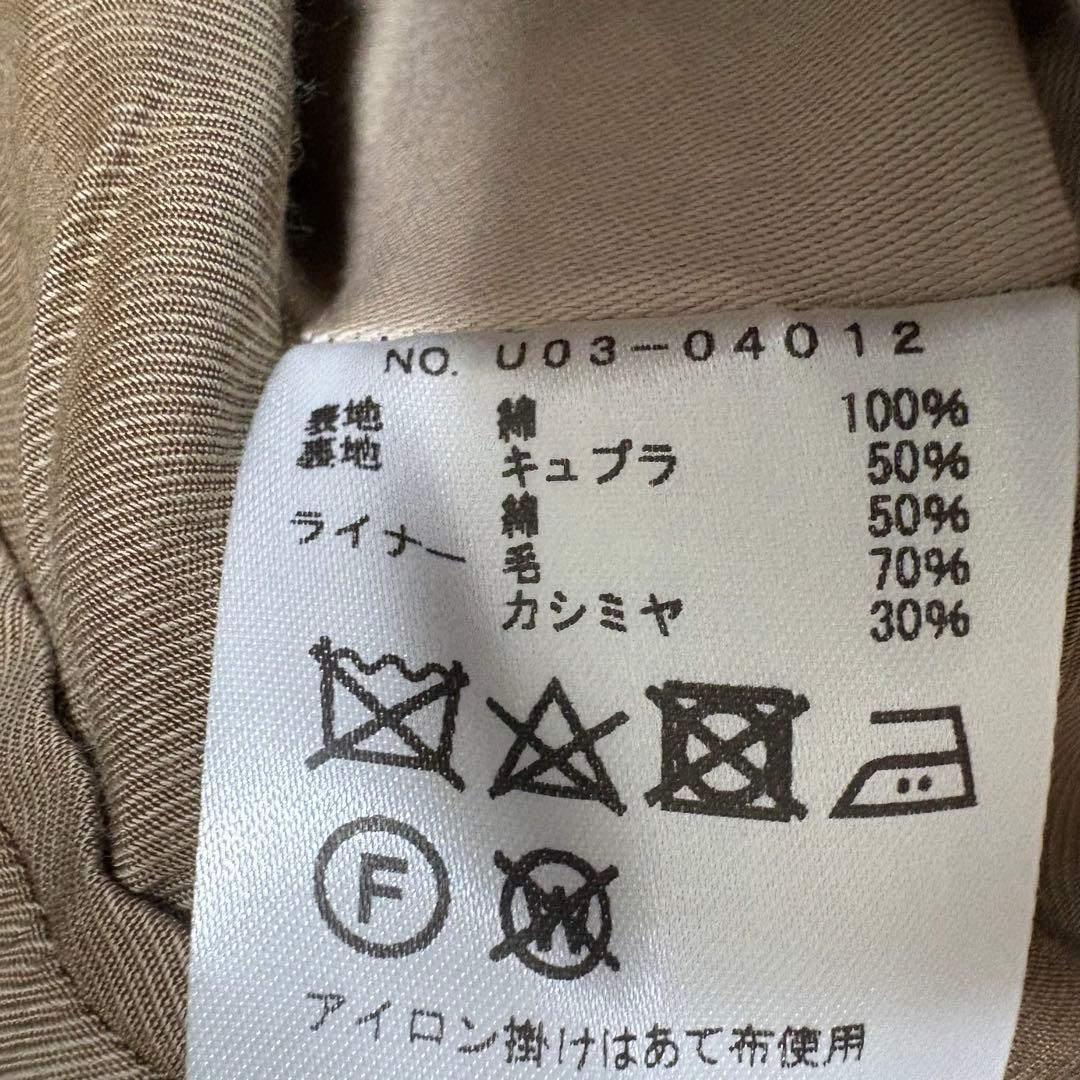 NO. U03-04012
表地 綿 100%
裏地 キュプラ 50%
綿 50%
ライナー 毛 70%
カシミヤ 30%
F
W
アイロン掛けはあて布使用